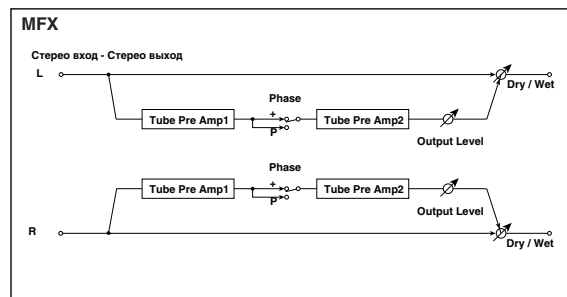 MFX
Стерео вход - Стерео выход
L
Dry / Wet
Phase
+
Tube Pre Amp1
P
Tube Pre Amp2
Output Level
Phase
+
Tube Pre Amp1
P
Tube Pre Amp2
Output Level
R
Dry / Wet